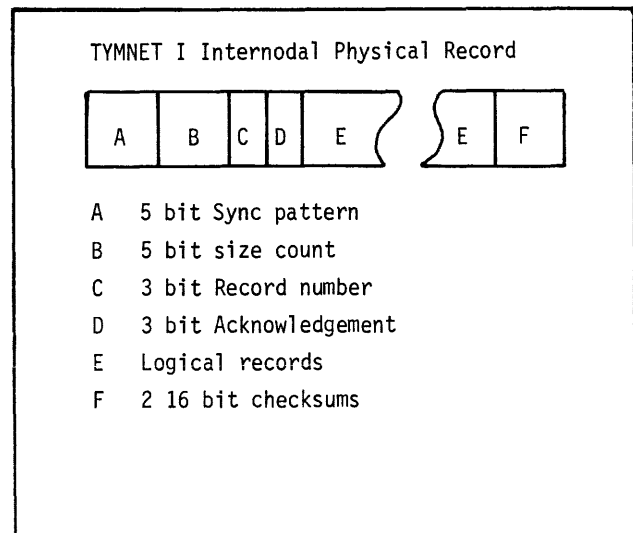 TYMNET I Internodal Physical Record
A B C D E E F
A 5 bit Sync pattern
B 5 bit size count
C 3 bit Record number
D 3 bit Acknowledgement
E Logical records
F 2 16 bit checksums